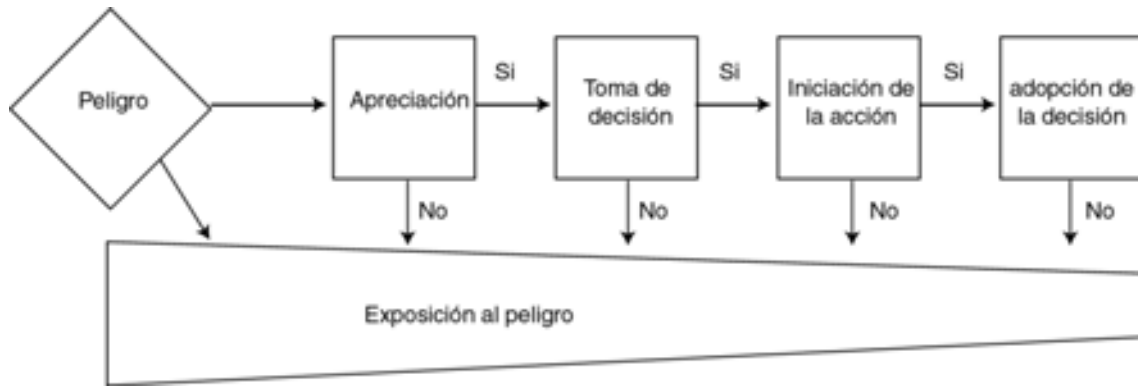 Peligro
Apreciación
Si
Toma de
decisión
Si
Iniciación de
la acción
Si
adopción de
la decisión
No
No
No
No
Exposición al peligro